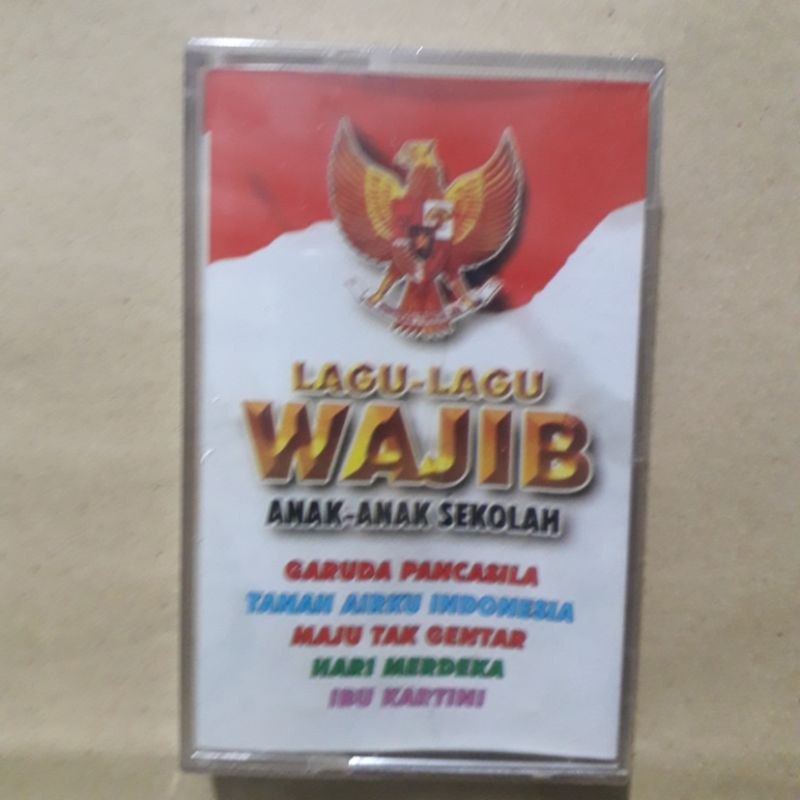 LAGU-LAGU
WAJIB
ANAK-ANAK SEKOLAH
GARUDA PANCASILA
TANAH AIRKU INDONESIA
MAJU TAK GENTAR
HARI MERDEKA
IBU KARTINI